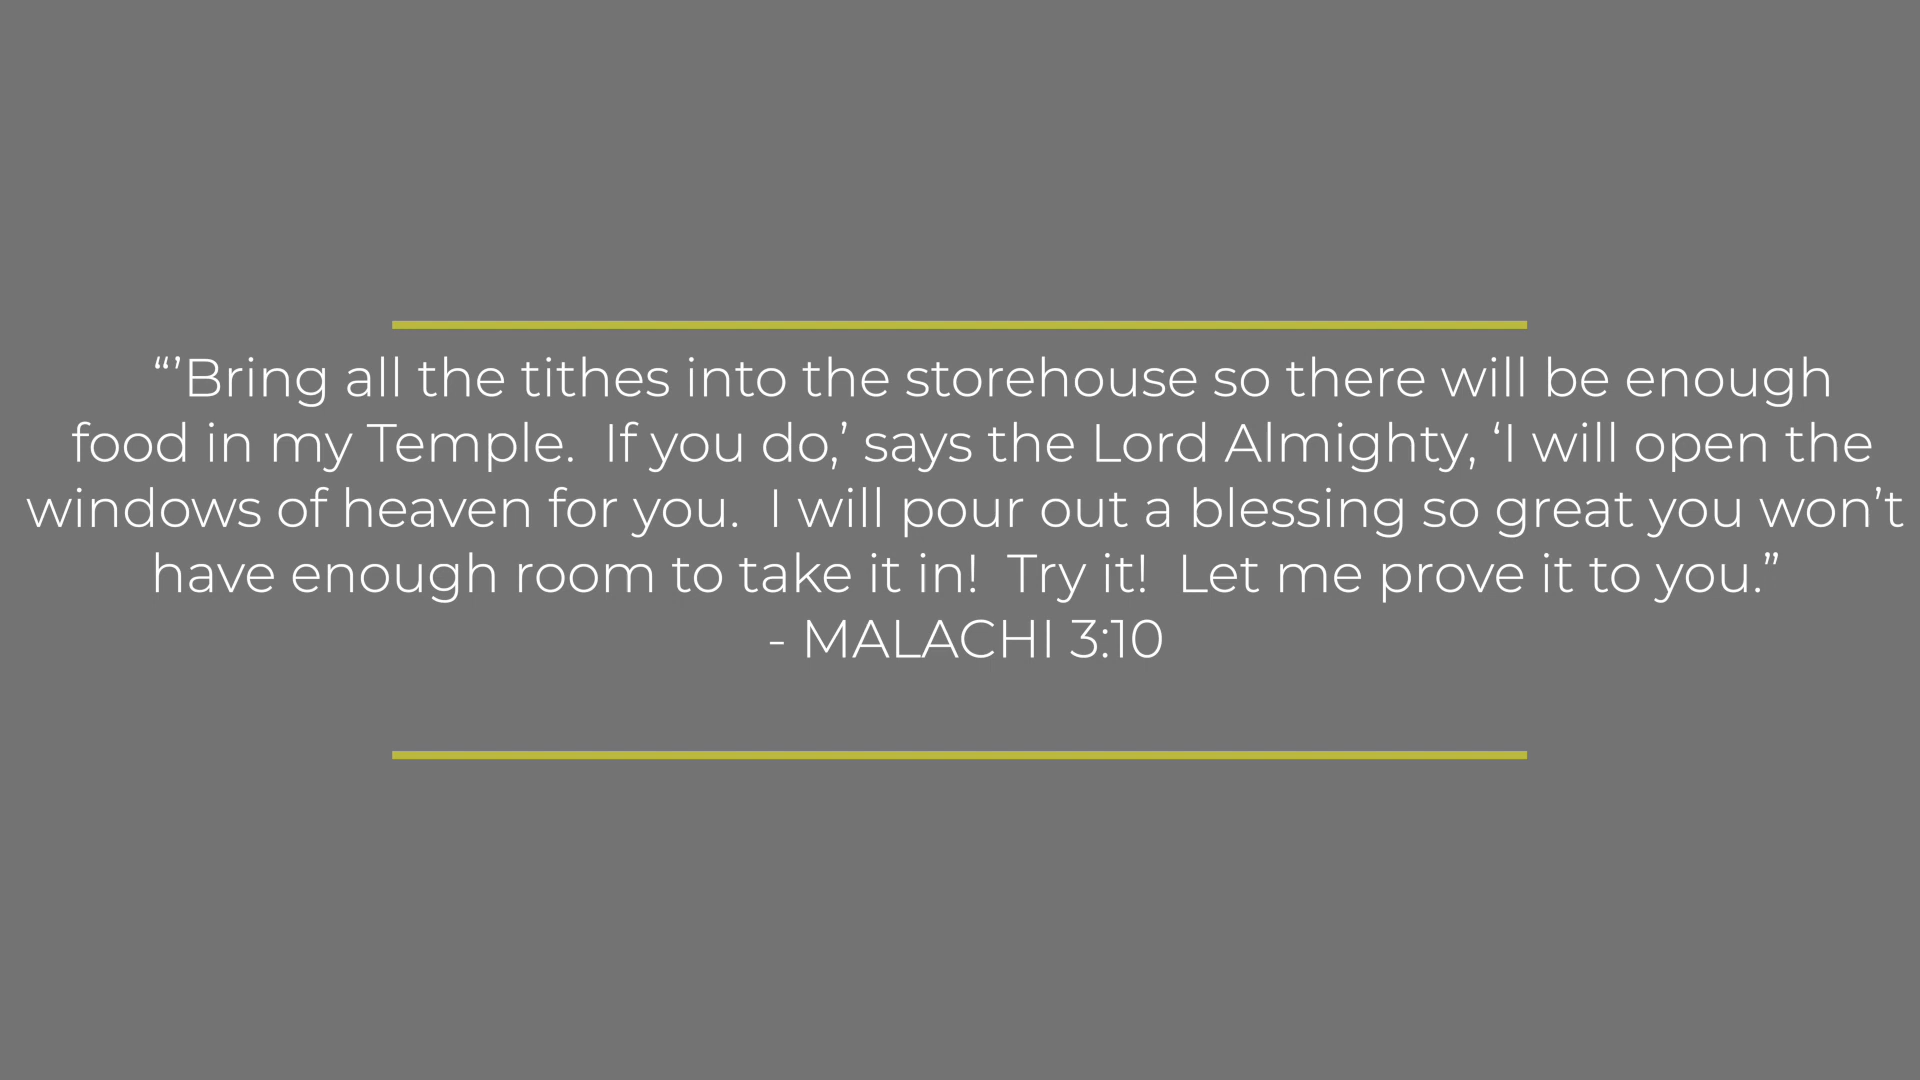 “’Bring all the tithes into the storehouse so there will be enough
food in my Temple.  If you do,’ says the Lord Almighty, ‘I will open the
windows of heaven for you.  I will pour out a blessing so great you won’t
have enough room to take it in!  Try it!  Let me prove it to you.”
- MALACHI 3:10